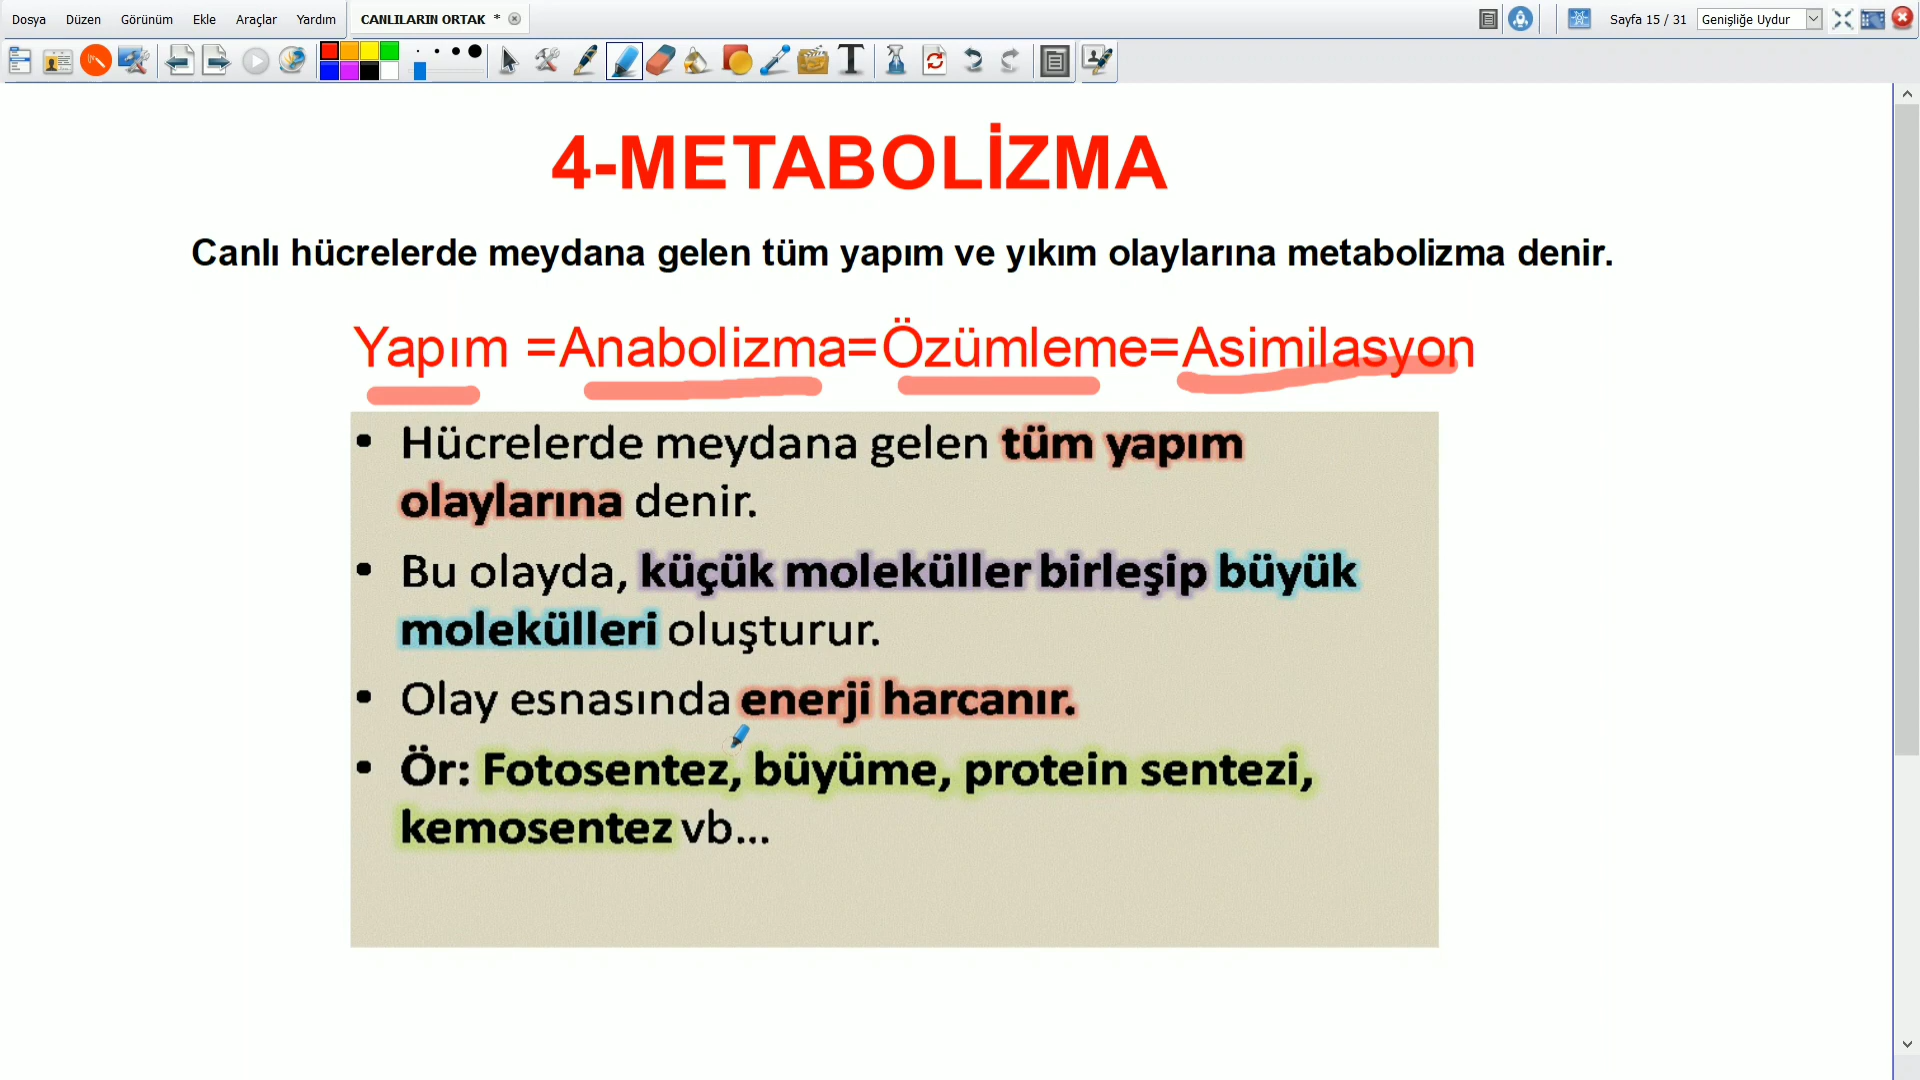 Dosya Düzen Görünüm Ekle Araçlar Yardım CANLILARIN ORTAK * Sayfa 15 / 31 Genişliğe Uydur
4-METABOLİZMA
Canlı hücrelerde meydana gelen tüm yapım ve yıkım olaylarına metabolizma denir.
Yapım =Anabolizma=Özümleme=Asimilasyon
• Hücrelerde meydana gelen tüm yapım
olaylarına denir.
• Bu olayda, küçük moleküller birleşip büyük
molekülleri oluşturur.
• Olay esnasında enerji harcanır.
• Ör: Fotosentez, büyüme, protein sentezi,
kemosentez vb...